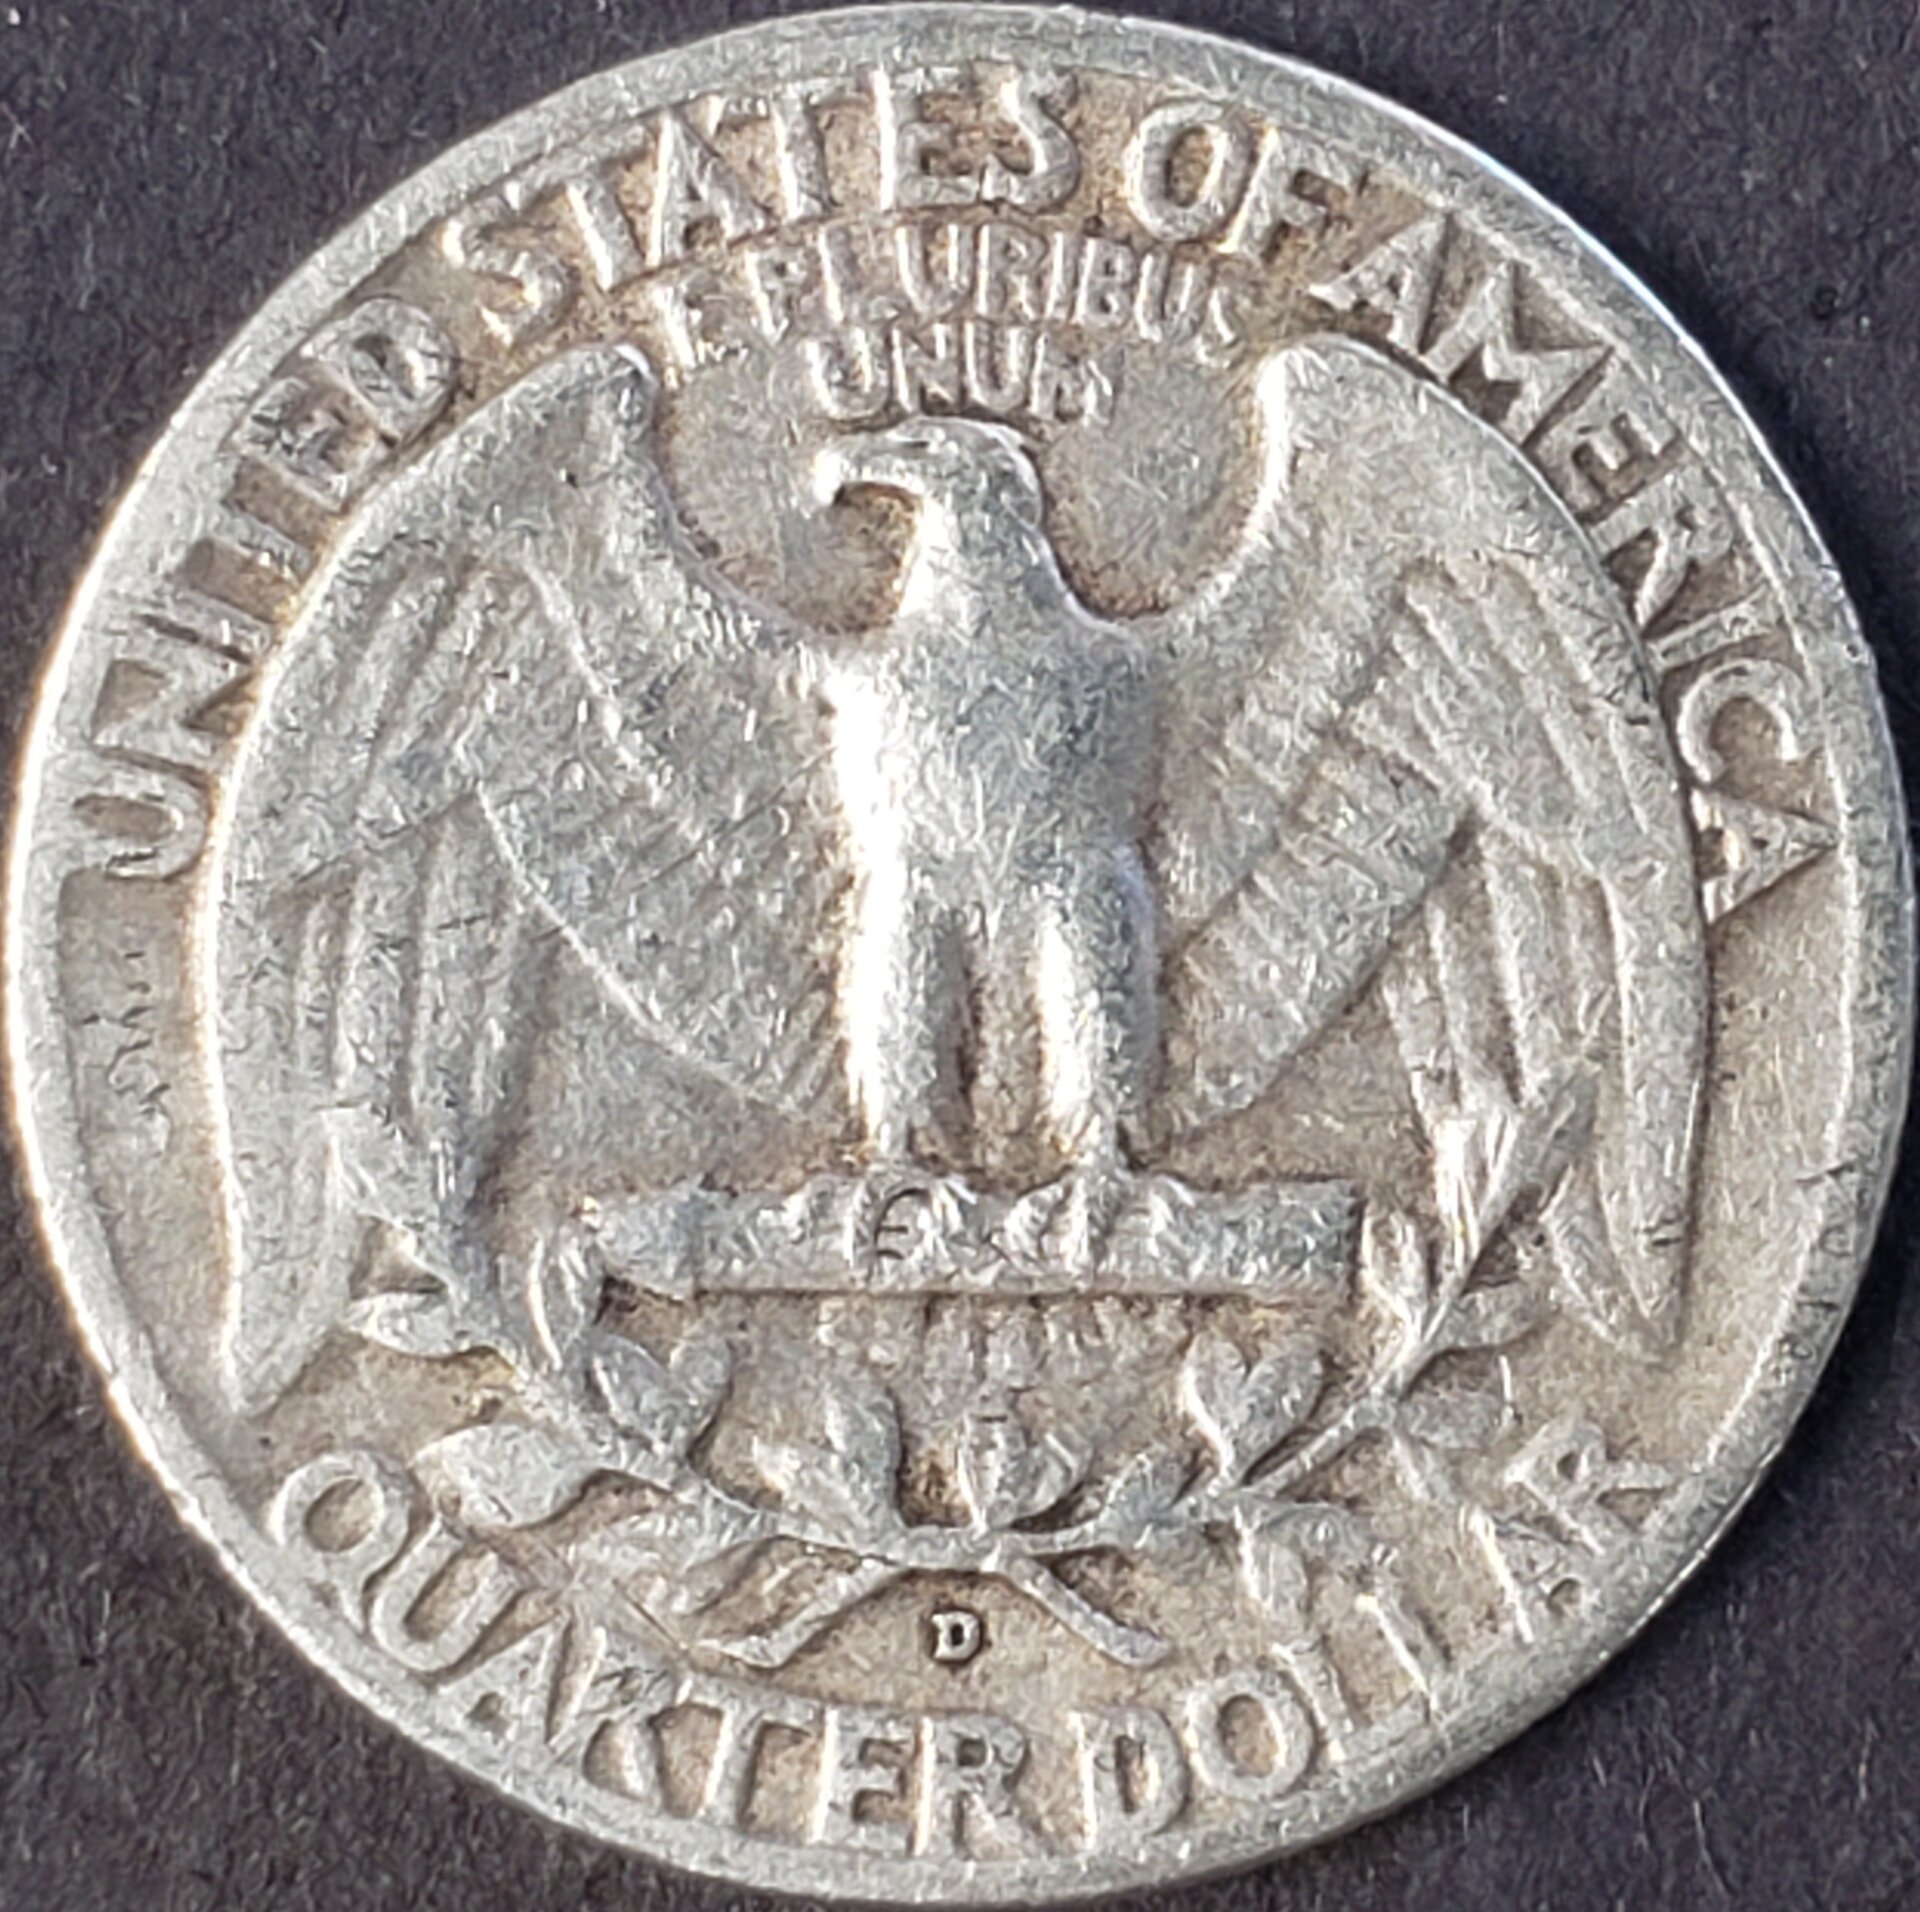 UNITED STATES OF AMERICA
E PLURIBUS
UNUM
D
QUARTER DOLLAR